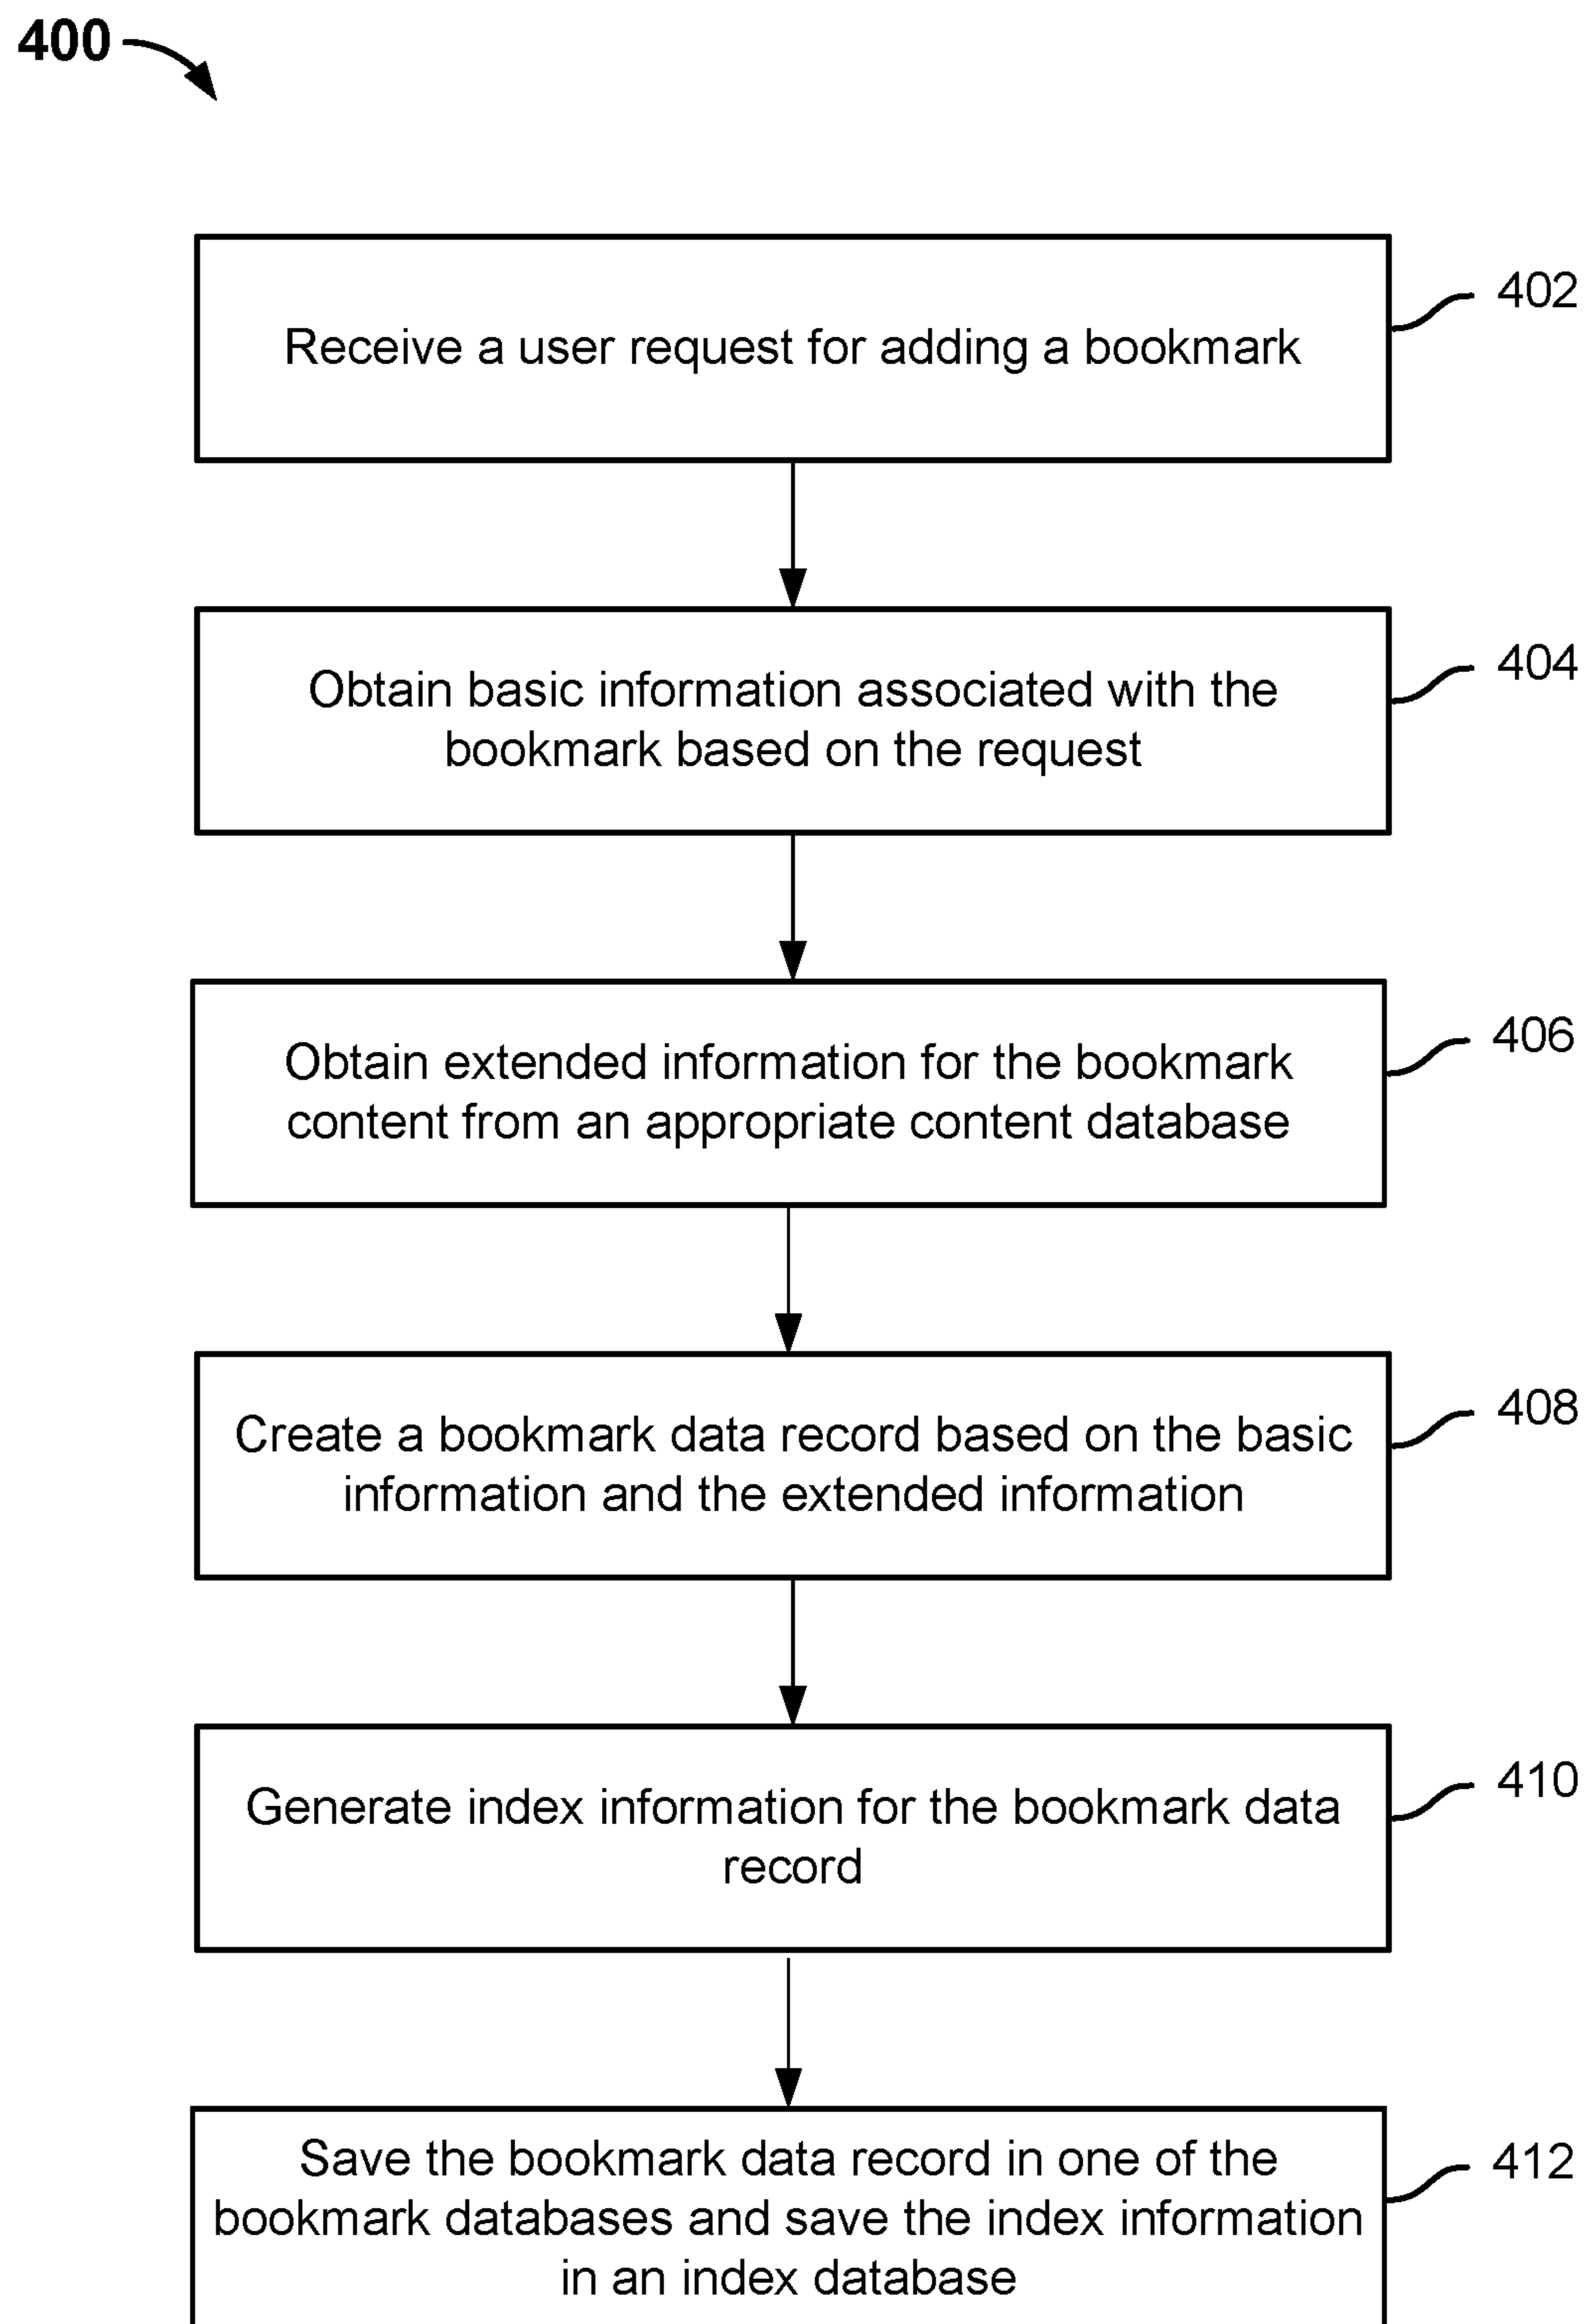 400
Receive a user request for adding a bookmark
402
Obtain basic information associated with the
bookmark based on the request
404
Obtain extended information for the bookmark
content from an appropriate content database
406
Create a bookmark data record based on the basic
information and the extended information
408
Generate index information for the bookmark data
record
410
Save the bookmark data record in one of the
bookmark databases and save the index information
in an index database
412